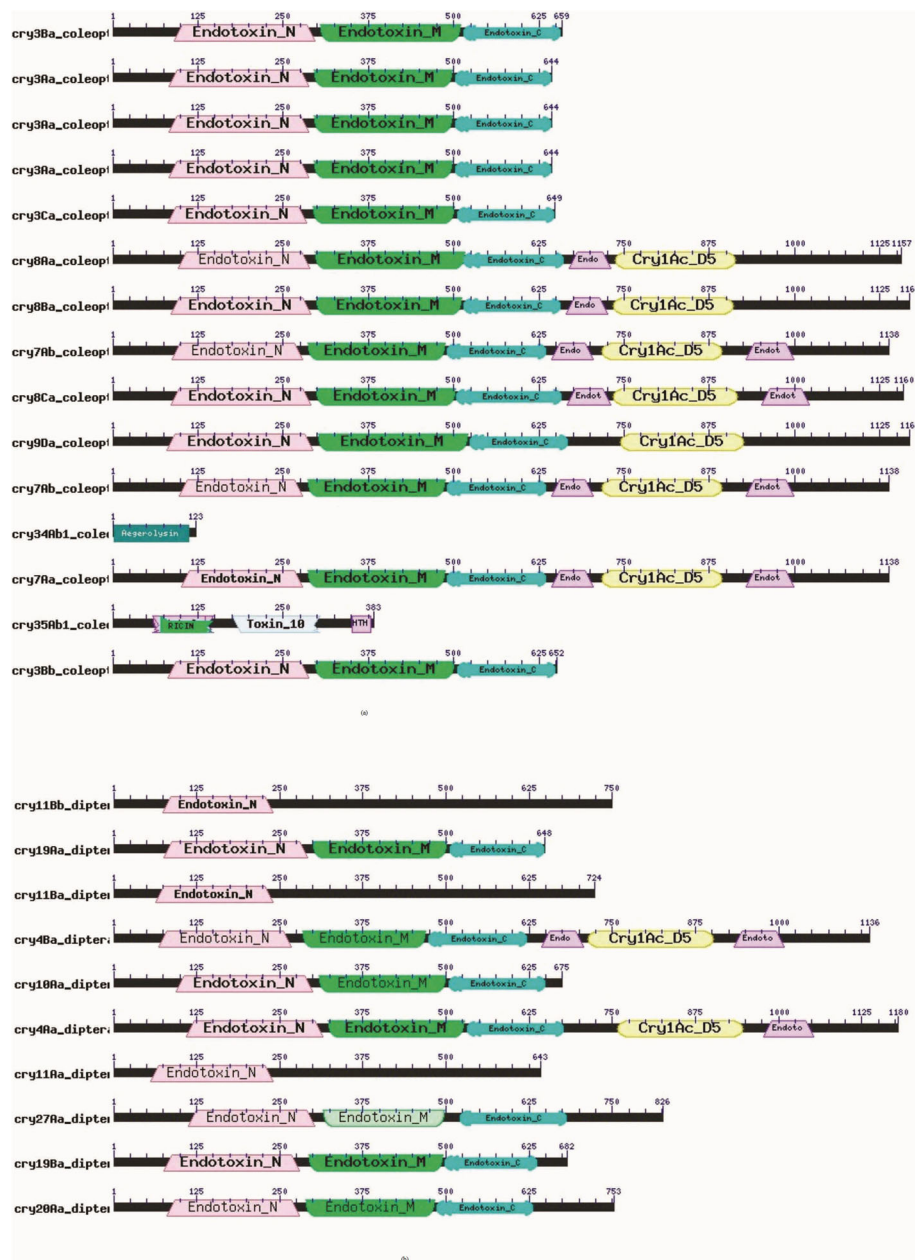 1 125 250 375 500 625 659
cry3Ba_coleopt Endotoxin_N Endotoxin_M Endotoxin_C
1 125 250 375 500 644
cry3Aa_coleopt Endotoxin_N Endotoxin_M Endotoxin_C
1 125 250 375 500 644
cry3Aa_coleopt Endotoxin_N Endotoxin_M Endotoxin_C
1 125 250 375 500 644
cry3Aa_coleopt Endotoxin_N Endotoxin_M Endotoxin_C
1 125 250 375 500 649
cry3Ca_coleopt Endotoxin_N Endotoxin_M Endotoxin_C
1 125 250 375 500 625 750 875 1000 1125 1157
cry8Aa_coleopt Endotoxin_N Endotoxin_M Endotoxin_C Endo Cry1Ac_D5
1 125 250 375 500 625 750 875 1000 1125 116
cry8Ba_coleopt Endotoxin_N Endotoxin_M Endotoxin_C Endo Cry1Ac_D5
1 125 250 375 500 625 750 875 1000 1138
cry7Ab_coleopt Endotoxin_N Endotoxin_M Endotoxin_C Endo Cry1Ac_D5 Endot
1 125 250 375 500 625 750 875 1000 1125 1160
cry8Ca_coleopt Endotoxin_N Endotoxin_M Endotoxin_C Endot Cry1Ac_D5 Endot
1 125 250 375 500 625 750 875 1000 1125 116
cry9Da_coleopt Endotoxin_N Endotoxin_M Endotoxin_C Cry1Ac_D5
1 125 250 375 500 625 750 875 1000 1138
cry7Ab_coleopt Endotoxin_N Endotoxin_M Endotoxin_C Endo Cry1Ac_D5 Endot
1 123
cry34Ab1_cole Aegerolysin
1 125 250 375 500 625 750 875 1000 1138
cry7Aa_coleopt Endotoxin_N Endotoxin_M Endotoxin_C Endo Cry1Ac_D5 Endot
1 125 250 383
cry35Ab1_cole RICIN Toxin_10 HTH
1 125 250 375 500 625 652
cry3Bb_coleopt Endotoxin_N Endotoxin_M Endotoxin_C
(a)
1 125 250 375 500 625 750
cry11Bb_dipter Endotoxin_N
1 125 250 375 500 648
cry19Aa_dipter Endotoxin_N Endotoxin_M Endotoxin_C
1 125 250 375 500 625 724
cry11Ba_dipter Endotoxin_N
1 125 250 375 500 625 750 875 1000 1136
cry4Ba_diptera Endotoxin_N Endotoxin_M Endotoxin_C Endo Cry1Ac_D5 Endoto
1 125 250 375 500 625 675
cry10Aa_dipter Endotoxin_N Endotoxin_M Endotoxin_C
1 125 250 375 500 625 750 875 1000 1125 1180
cry4Aa_diptera Endotoxin_N Endotoxin_M Endotoxin_C Cry1Ac_D5 Endoto
1 125 250 375 500 643
cry11Aa_dipter Endotoxin_N
1 125 250 375 500 625 750 826
cry27Aa_dipter Endotoxin_N Endotoxin_M Endotoxin_C
1 125 250 375 500 625 682
cry19Ba_dipter Endotoxin_N Endotoxin_M Endotoxin_C
1 125 250 375 500 625 753
cry20Aa_dipter Endotoxin_N Endotoxin_M Endotoxin_C
(b)